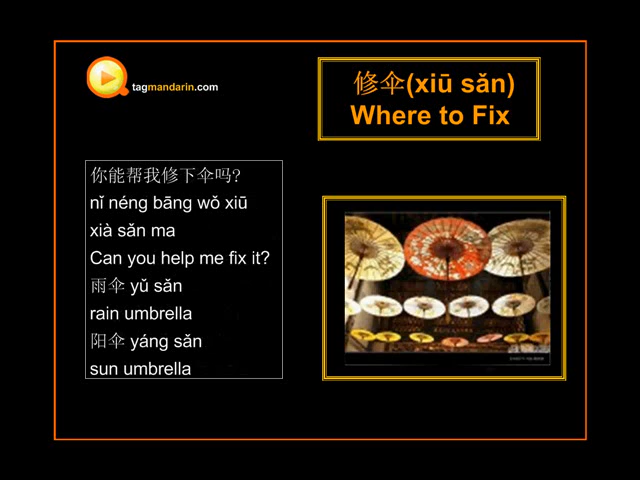 tagmandarin.com
修伞(xiū sǎn)
Where to Fix
你能帮我修下伞吗?
nǐ néng bāng wǒ xiū
xià sǎn ma
Can you help me fix it?
雨伞 yǔ sǎn
rain umbrella
阳伞 yáng sǎn
sun umbrella